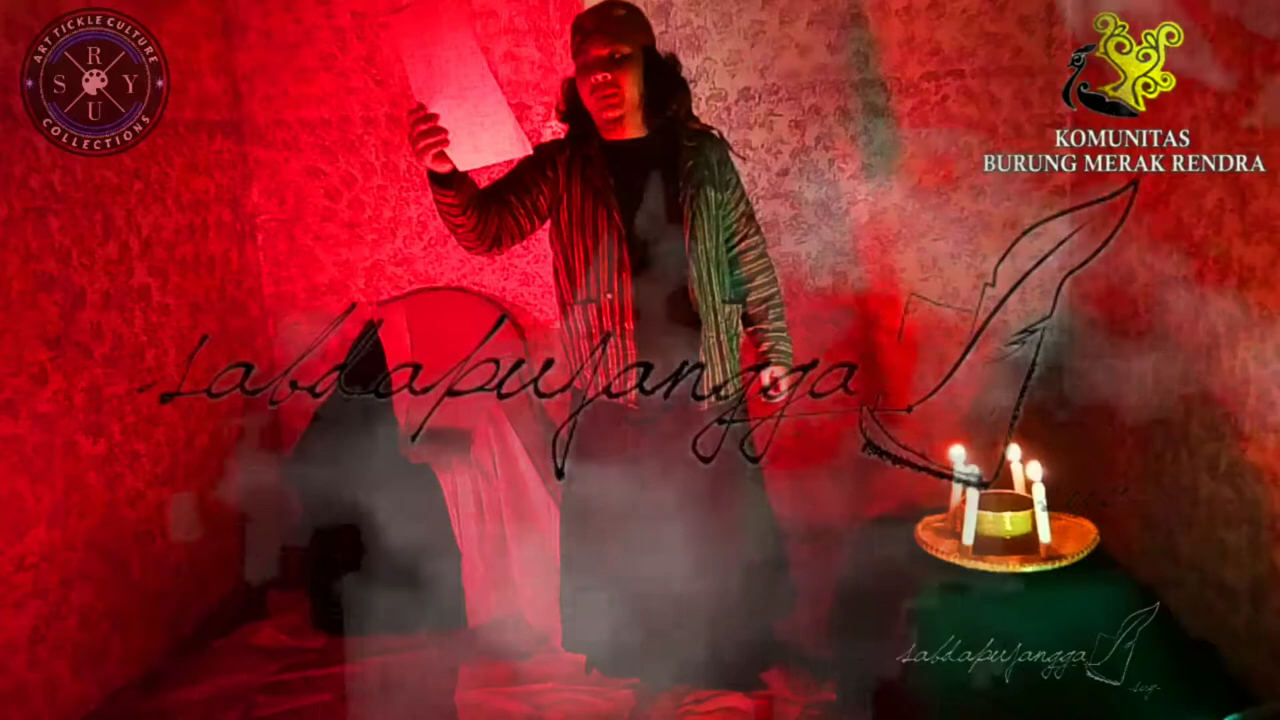 ART TICKLE CULTURE
R
S Y
U
COLLECTIONS
KOMUNITAS
BURUNG MERAK RENDRA
sabdapujangga
sabdapujangga